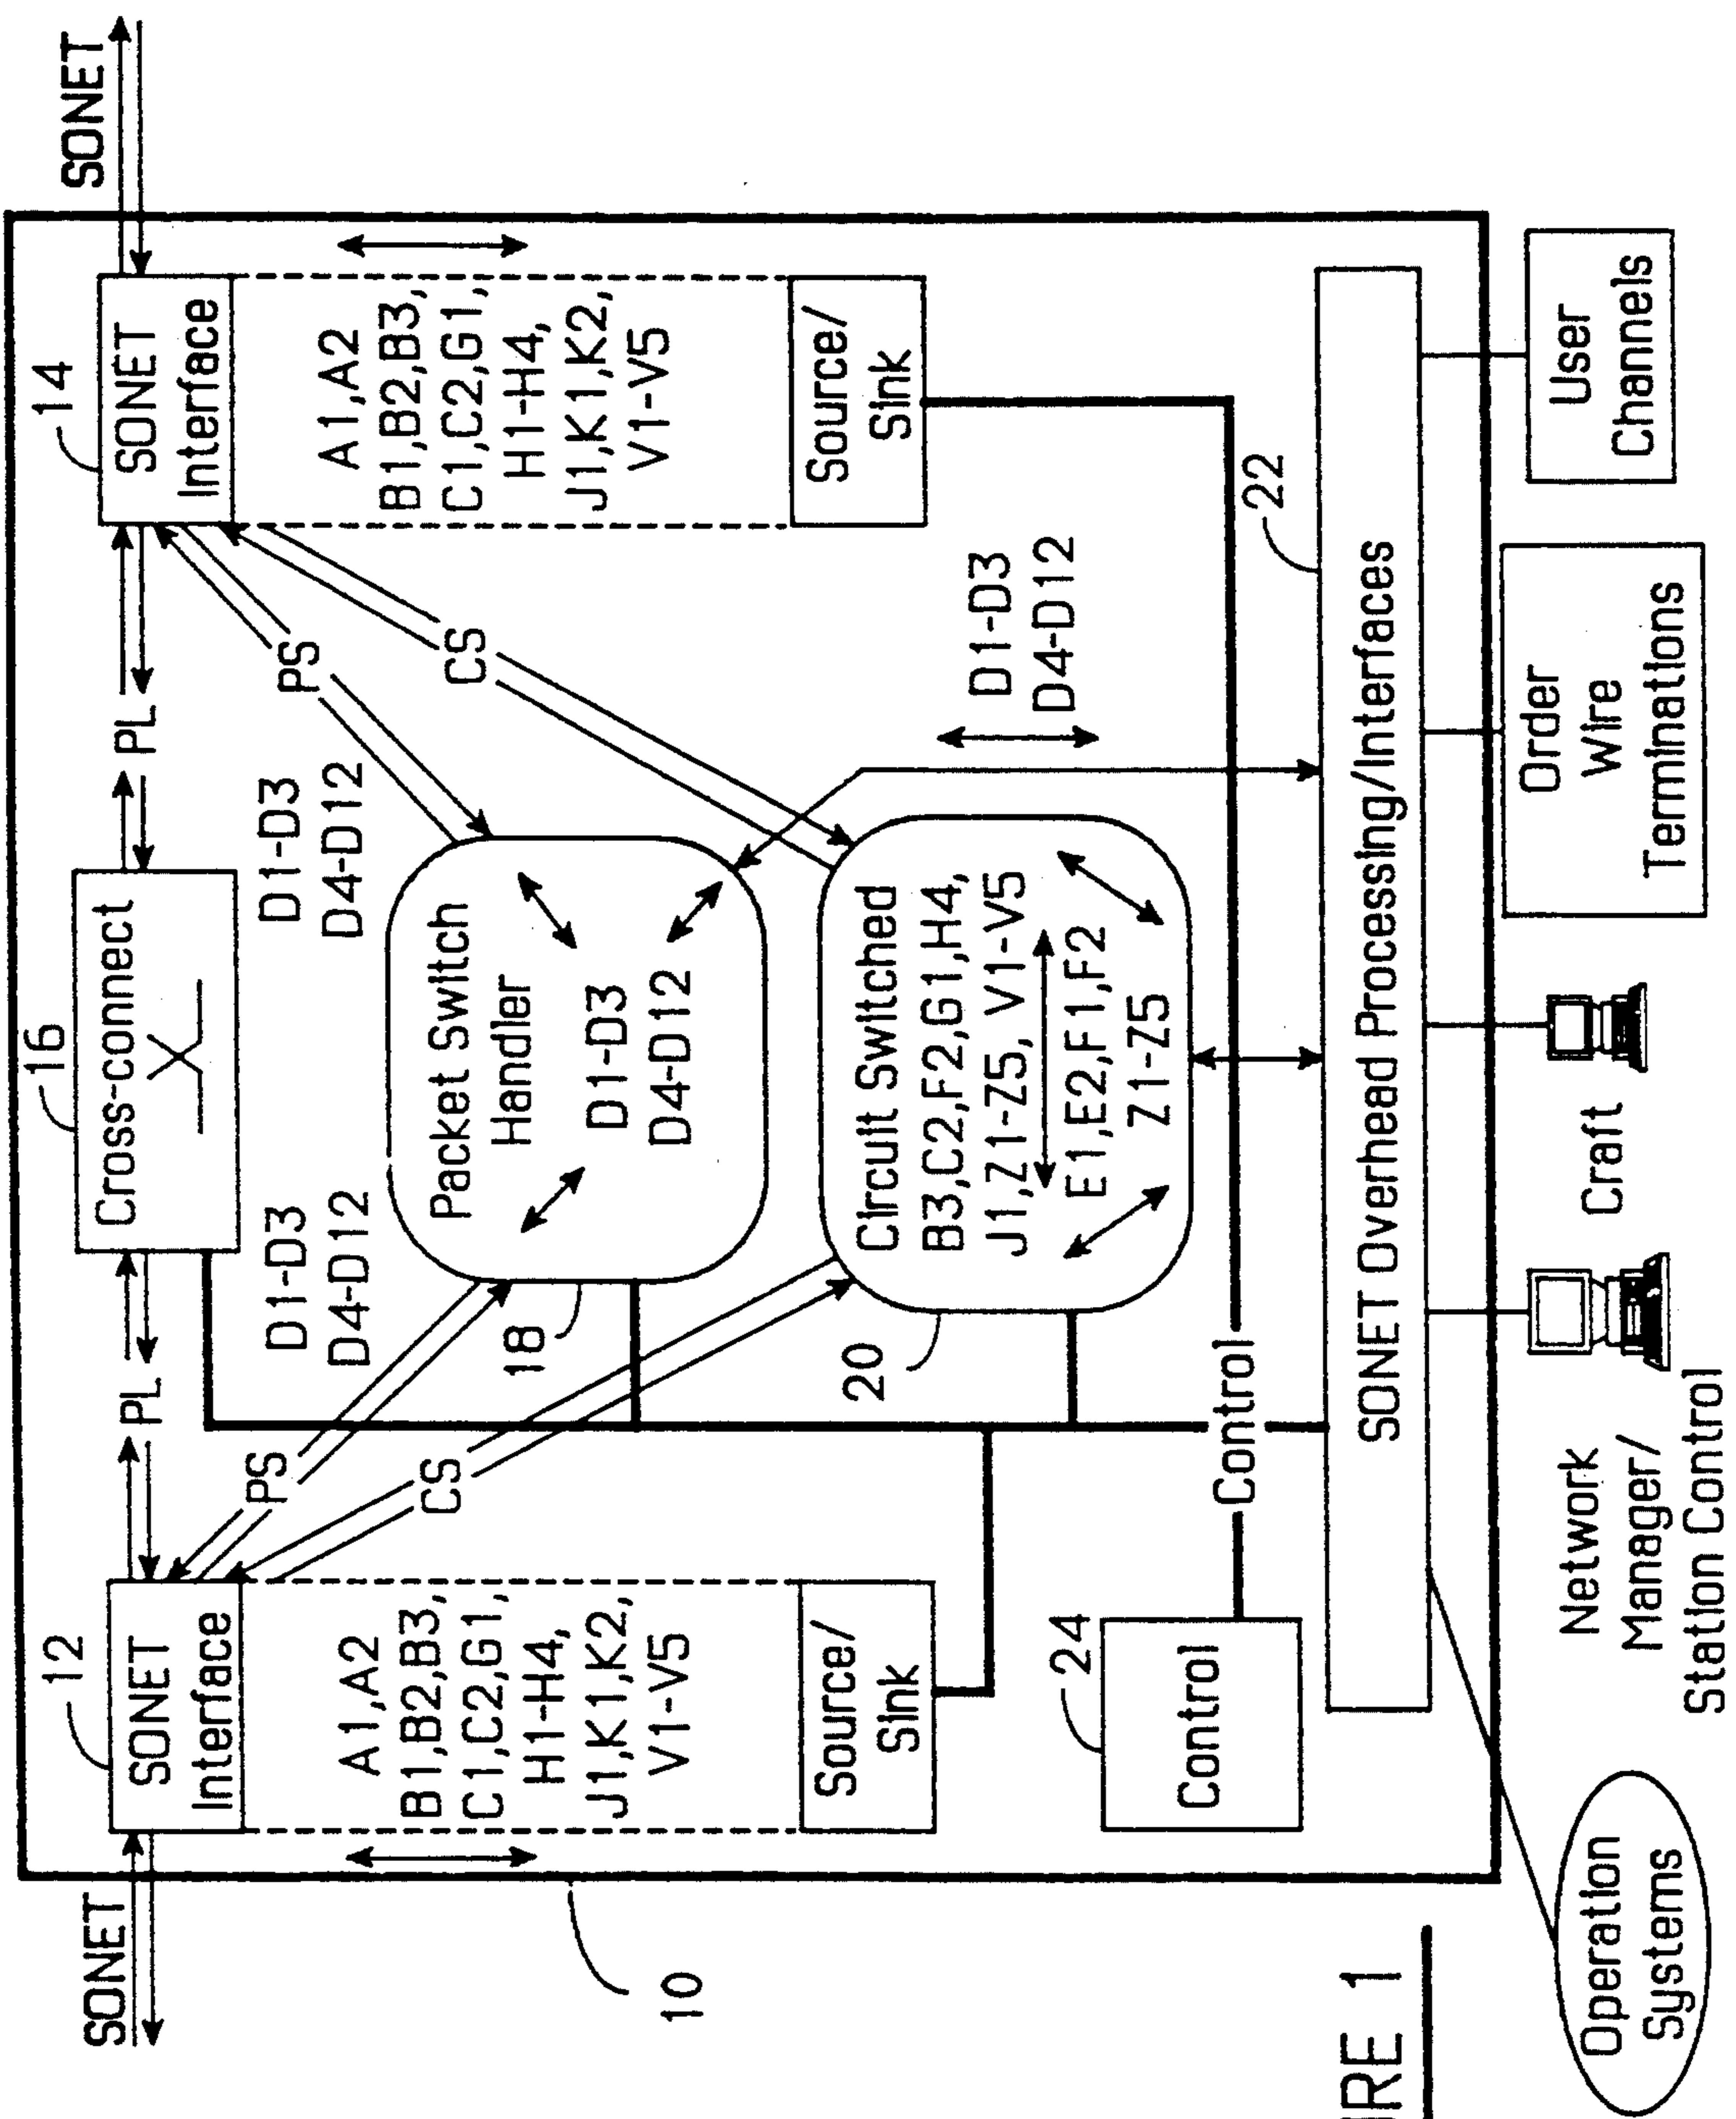 SONET
12
SONET
Interface
A1,A2
B1,B2,B3,
C1,C2,G1,
H1-H4,
J1,K1,K2,
V1-V5
Source/
Sink
PL
PS
CS
16
Cross-connect
D1-D3
D4-D12
D1-D3
D4-D12
PL
PS
CS
14
SONET
Interface
A1,A2
B1,B2,B3,
C1,C2,G1,
H1-H4,
J1,K1,K2,
V1-V5
Source/
Sink
SONET
Packet Switch
Handler
D1-D3
D4-D12
18
Circuit Switched
B3,C2,F2,G1,H4,
J1,Z1-Z5, V1-V5
E1,E2,F1,F2
Z1-Z5
20
D1-D3
D4-D12
10
24
Control
Control
22
SONET Overhead Processing/Interfaces
Operation
Systems
Network
Manager/
Station Control
Craft
Order
Wire
Terminations
User
Channels
1